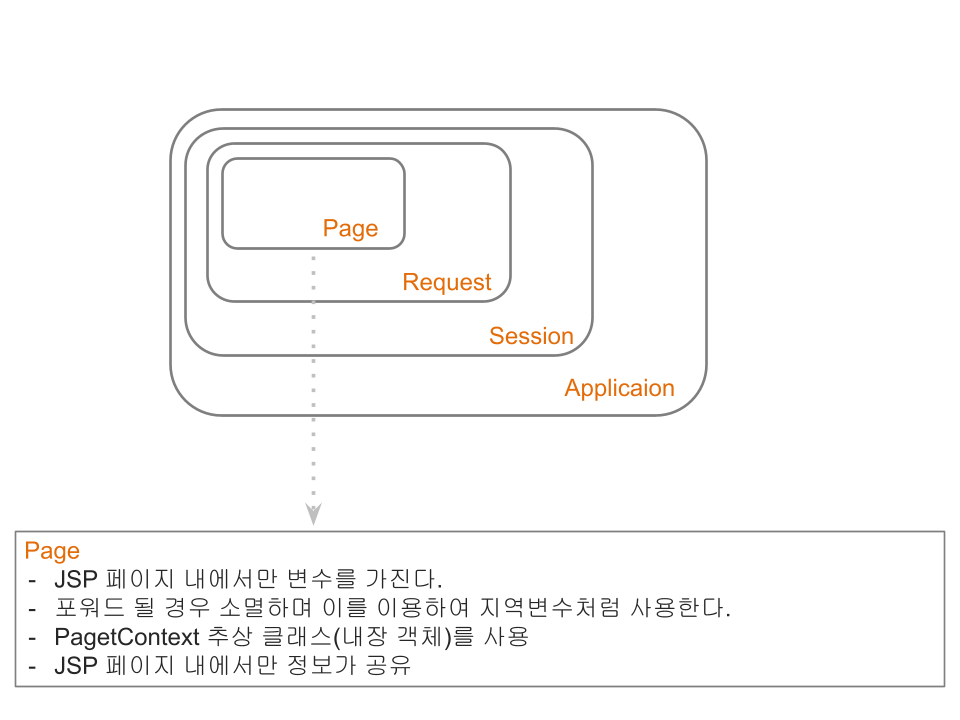 Page
Request
Session
Applicaion
Page
- JSP 페이지 내에서만 변수를 가진다.
- 포워드 될 경우 소멸하며 이를 이용하여 지역변수처럼 사용한다.
- PagetContext 추상 클래스(내장 객체)를 사용
- JSP 페이지 내에서만 정보가 공유